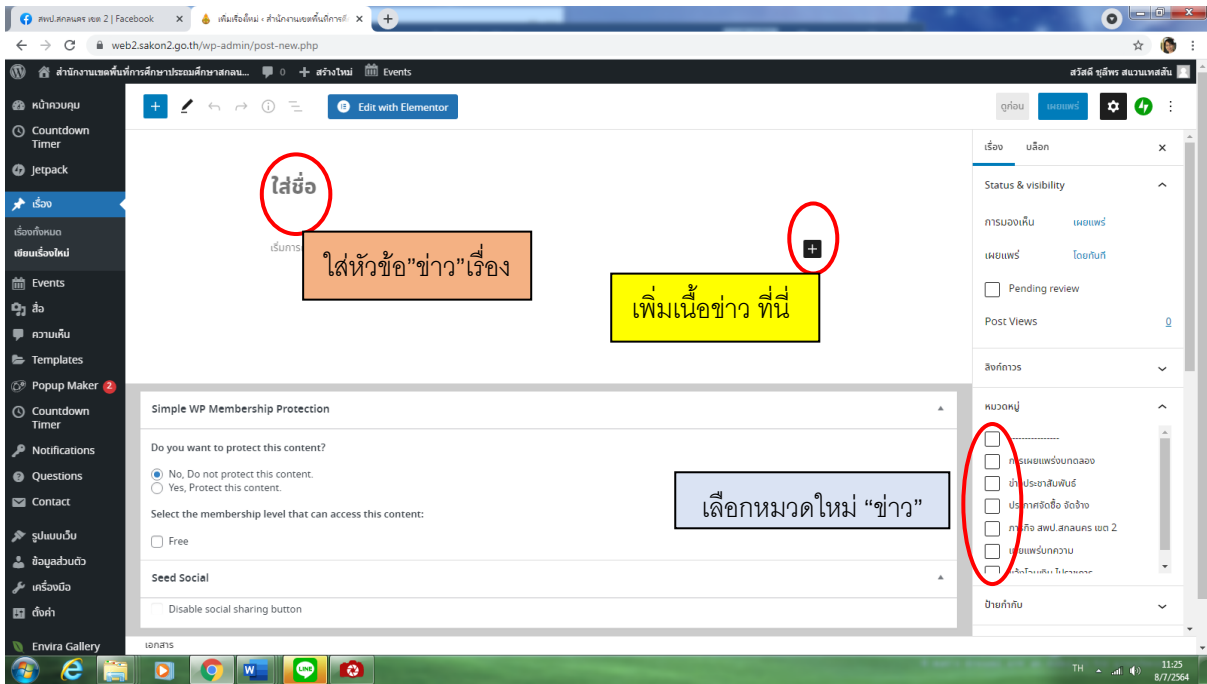 สพป.สกลนคร เขต 2 | Facebook
เพิ่มเรื่องใหม่ ‹ สำนักงานเขตพื้นที่การศึ
web2.sakon2.go.th/wp-admin/post-new.php
สำนักงานเขตพื้นที่การศึกษาประถมศึกษาสกลน... 0 + สร้างใหม่ Events
สวัสดี ชุลีพร สแวนเทสสัน
หน้าควบคุม
Countdown
Timer
Jetpack
เรื่อง
เรื่องทั้งหมด
เขียนเรื่องใหม่
Events
สื่อ
ความเห็น
Templates
Popup Maker 2
Countdown
Timer
Notifications
Questions
Contact
รูปแบบเว็บ
ข้อมูลส่วนตัว
เครื่องมือ
ตั้งค่า
Envira Gallery
Edit with Elementor
ดูก่อน
เผยแพร่
ใส่ชื่อ
ใส่หัวข้อ”ข่าว”เรื่อง
เพิ่มเนื้อข่าว ที่นี่
Simple WP Membership Protection
Do you want to protect this content?
No, Do not protect this content.
Yes, Protect this content.
Select the membership level that can access this content:
Free
เลือกหมวดใหม่ “ข่าว”
Seed Social
Disable social sharing button
เอกสาร
เรื่อง บล็อก
Status & visibility
การมองเห็น เผยแพร่
เผยแพร่ โดยทันที
Pending review
Post Views 0
ลิงก์ถาวร
หมวดหมู่
---------------
การเผยแพร่งบทดลอง
ข่าวประชาสัมพันธ์
ประกาศจัดซื้อ จัดจ้าง
ภารกิจ สพป.สกลนคร เขต 2
เผยแพร่บทความ
ป้ายกำกับ
TH
11:25
8/7/2564